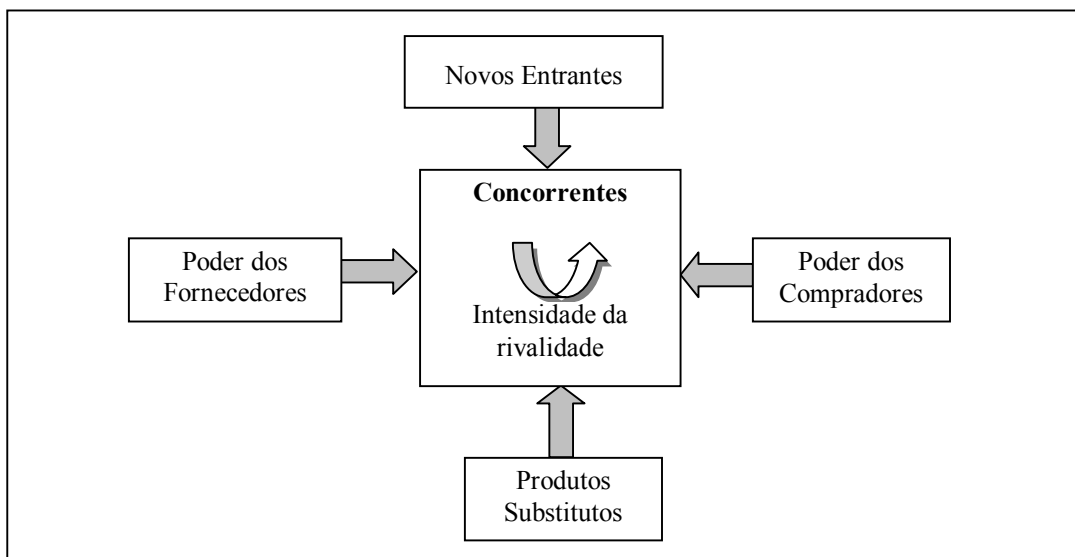 Novos Entrantes
Concorrentes
Intensidade da
rivalidade
Poder dos
Fornecedores
Poder dos
Compradores
Produtos
Substitutos